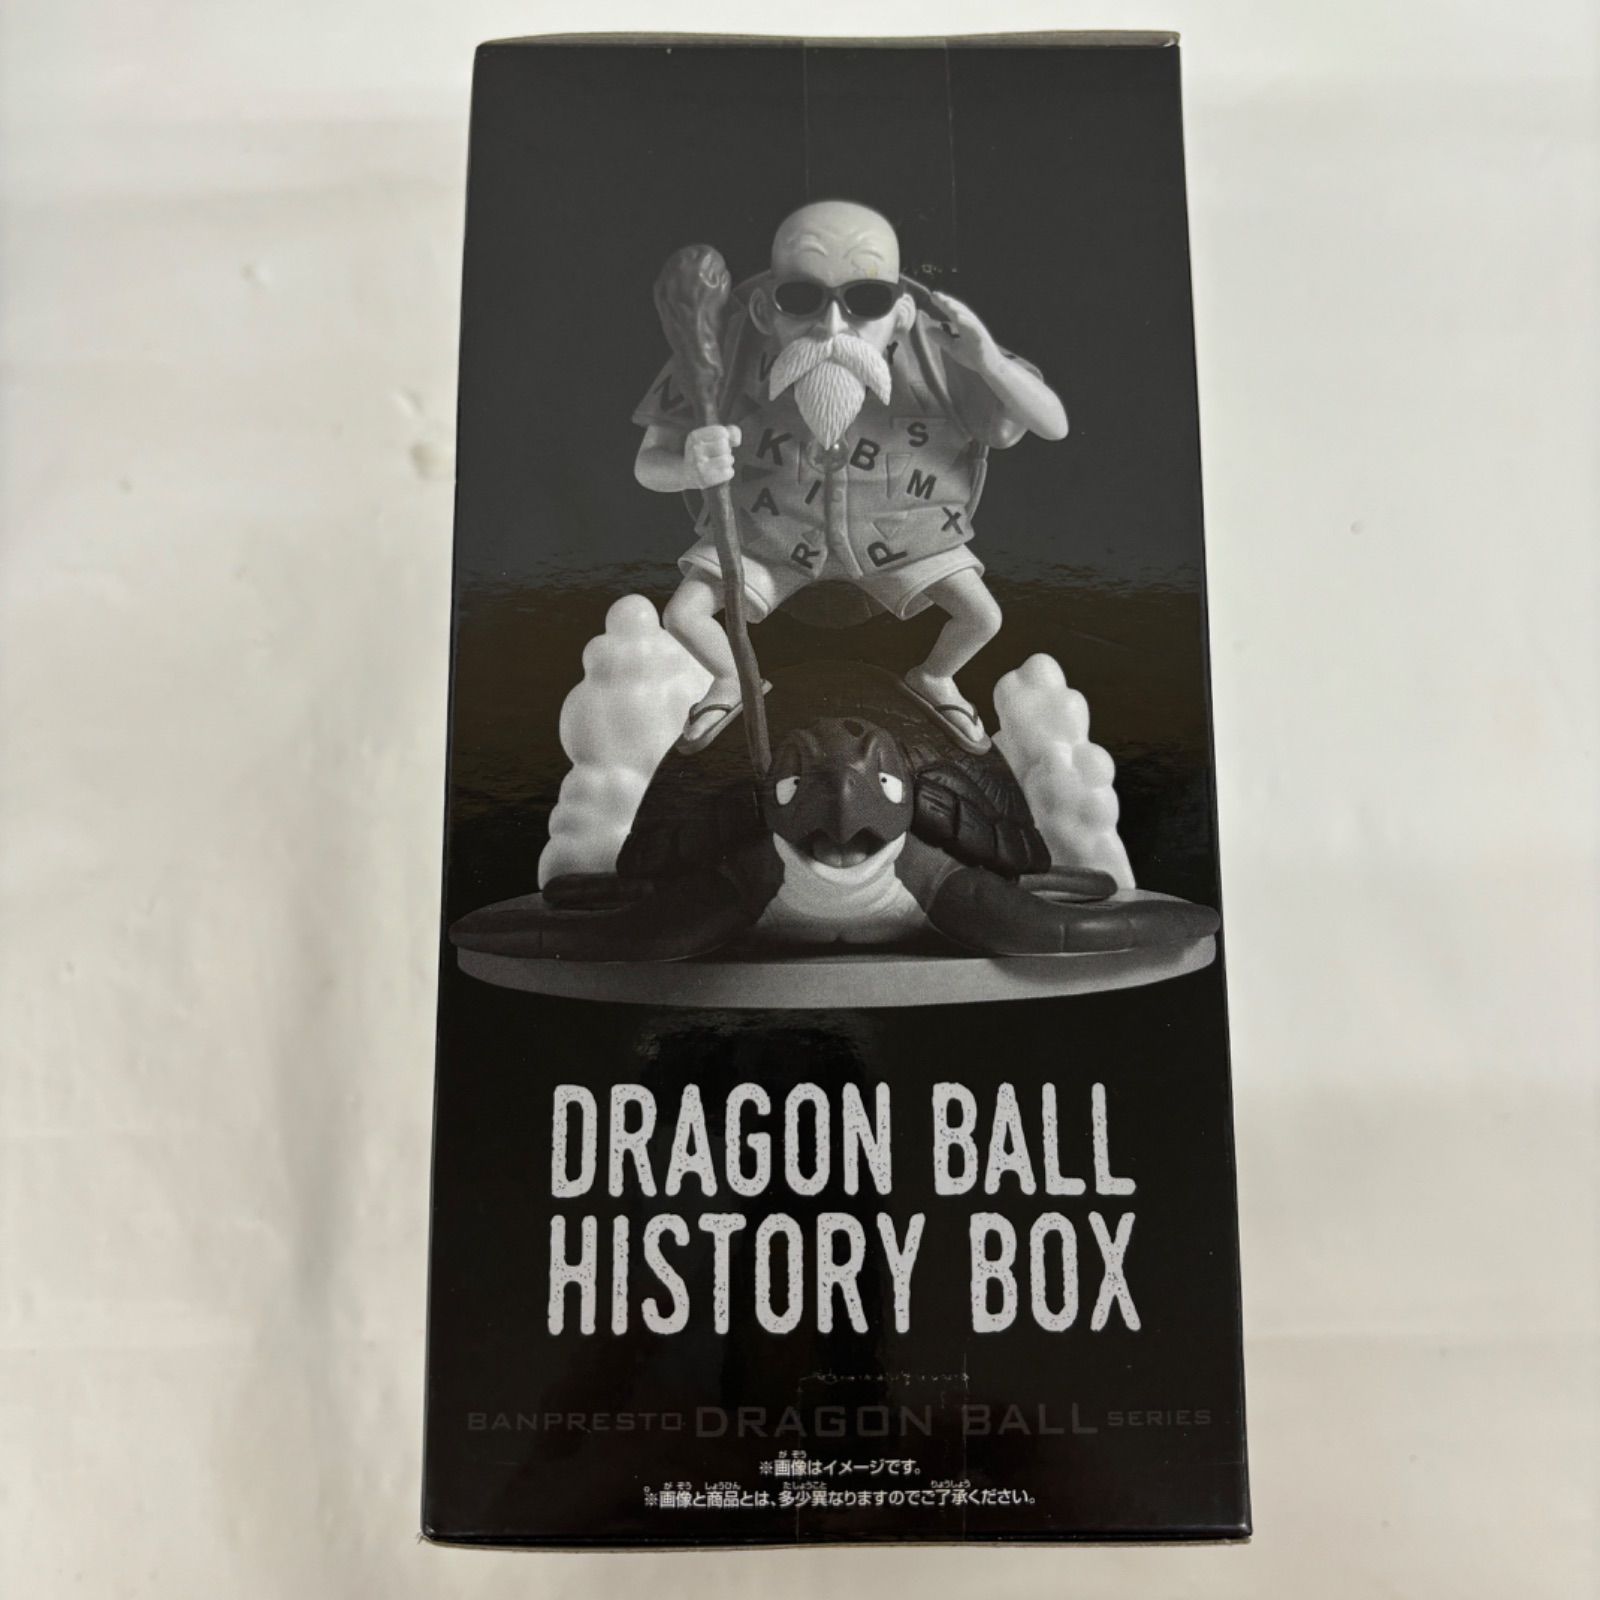 K B S
A I M
R P X
DRAGON BALL
HISTORY BOX
BANPRESTO DRAGON BALL SERIES
※画像はイメージです。
※画像と商品とは、多少異なりますのでご了承ください。